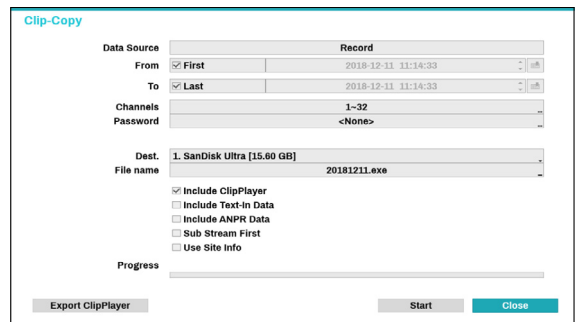 Clip-Copy
Data Source Record
From First 2018-12-11 11:14:33
To Last 2018-12-11 11:14:33
Channels 1~32
Password <None>
Dest. 1. SanDisk Ultra [15.60 GB]
File name 20181211.exe
Include ClipPlayer
Include Text-In Data
Include ANPR Data
Sub Stream First
Use Site Info
Progress
Export ClipPlayer Start Close